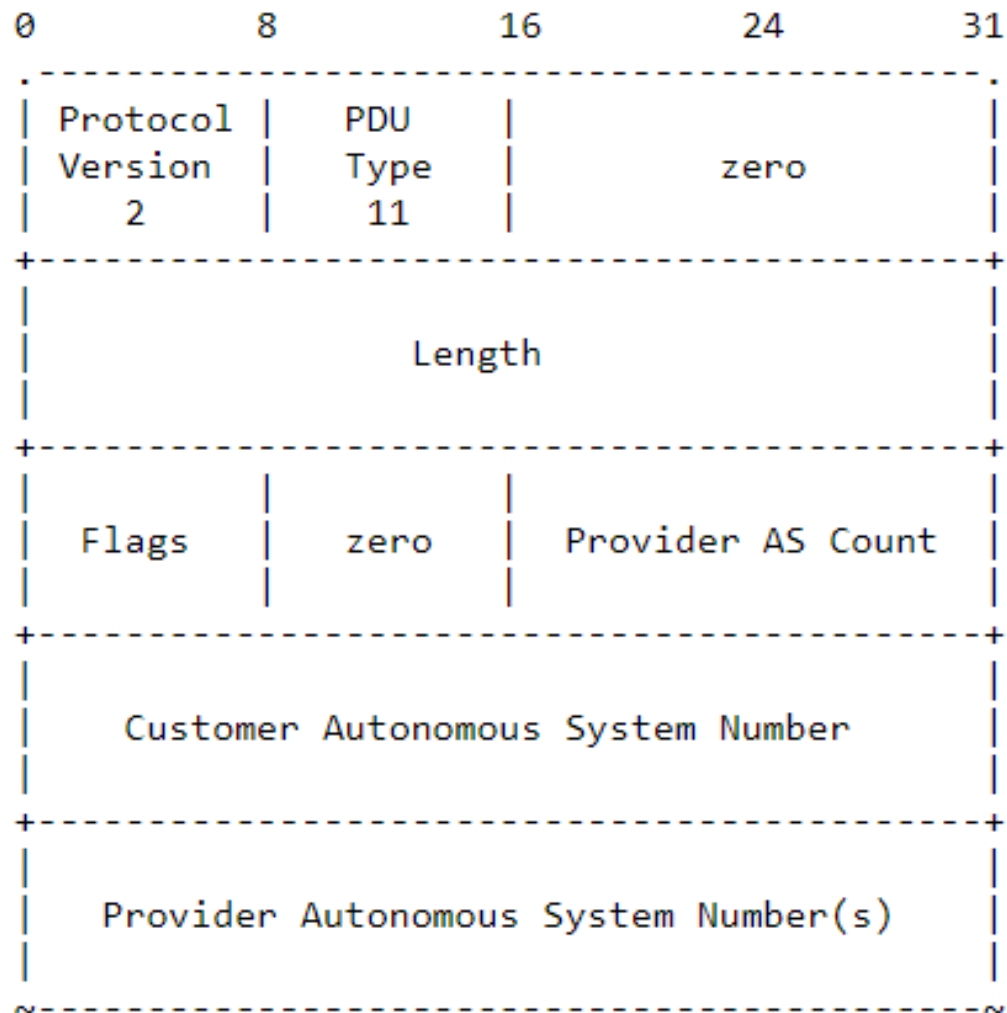 0 8 16 24 31
.-------------------------------------------.
| Protocol | PDU | |
| Version | Type | zero |
| 2 | 11 | |
+-------------------------------------------+
| |
| Length |
| |
+-------------------------------------------+
| | | |
| Flags | zero | Provider AS Count |
| | | |
+-------------------------------------------+
| |
| Customer Autonomous System Number |
| |
+-------------------------------------------+
| |
| Provider Autonomous System Number(s) |
| |
~-------------------------------------------~